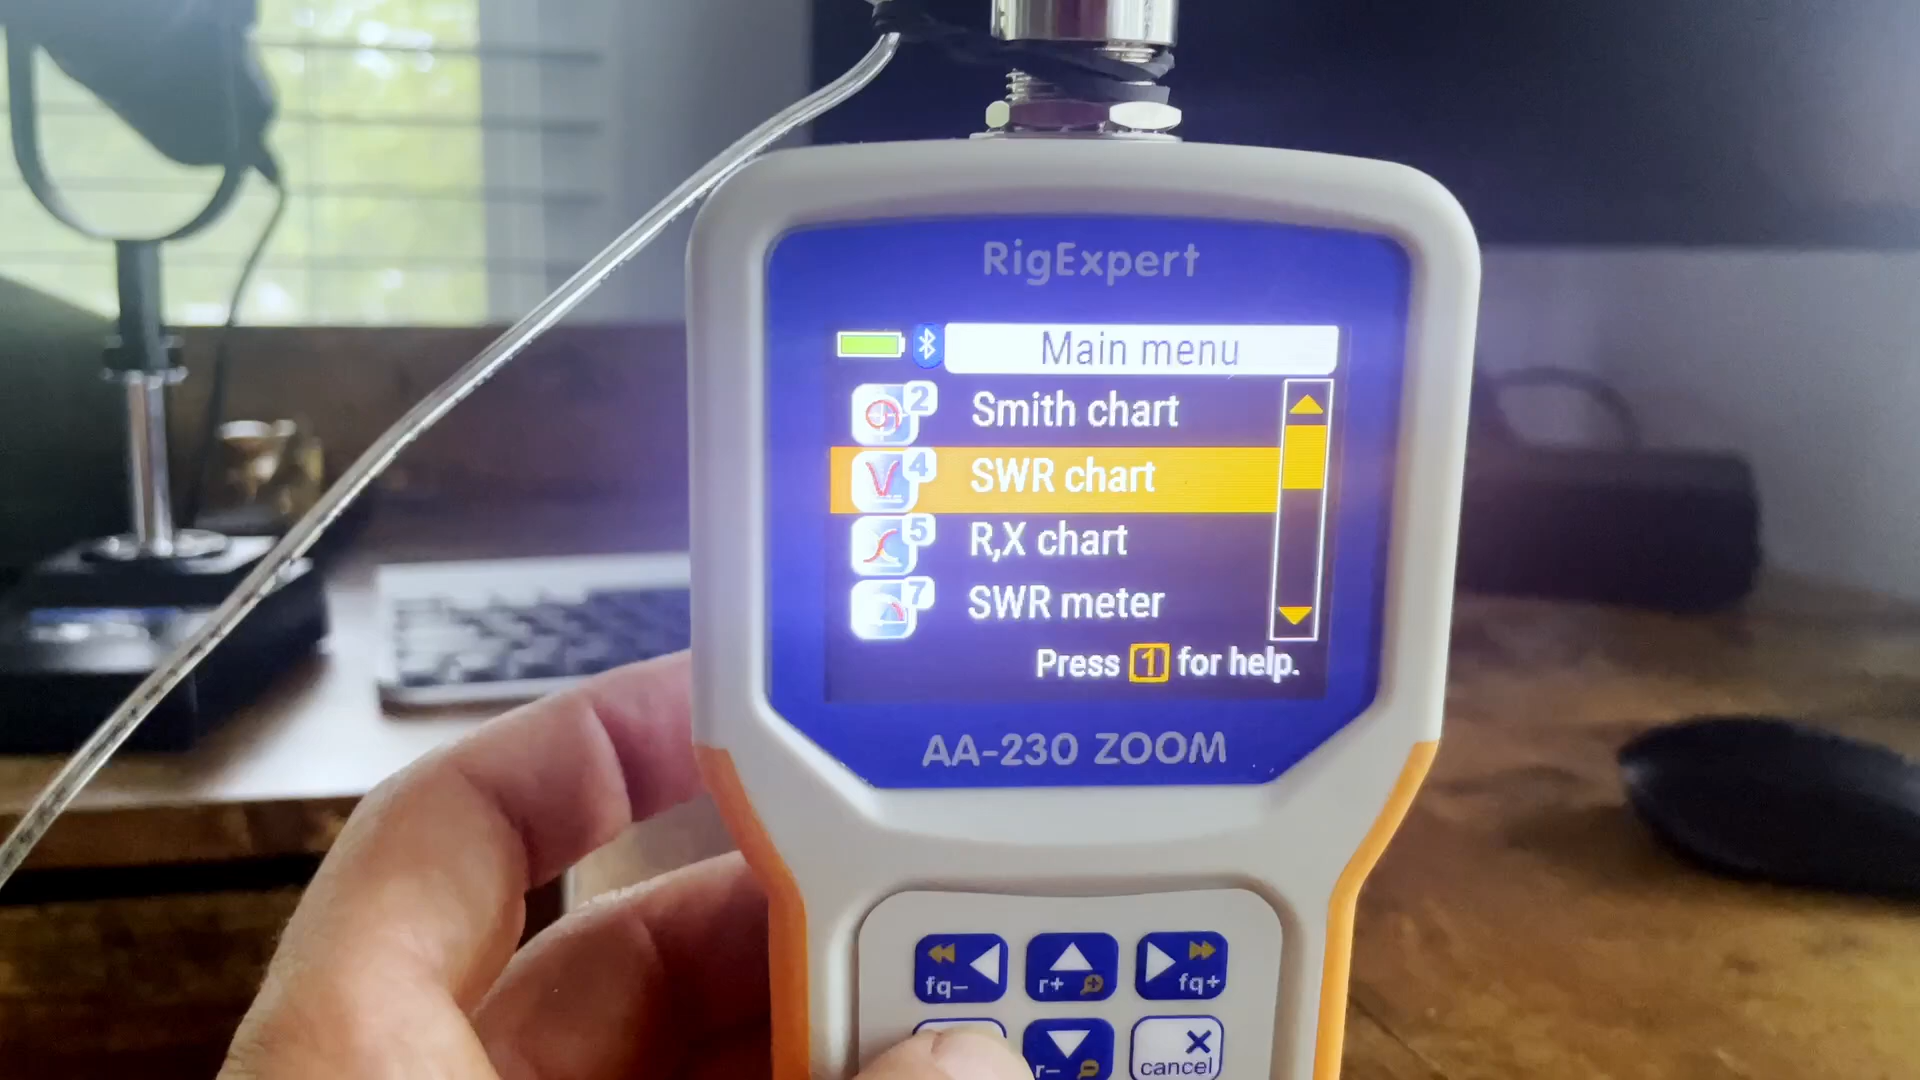 RigExpert
Main menu
2 Smith chart
4 SWR chart
5 R,X chart
7 SWR meter
Press 1 for help.
AA-230 ZOOM
fq- r+ fq+
r- cancel